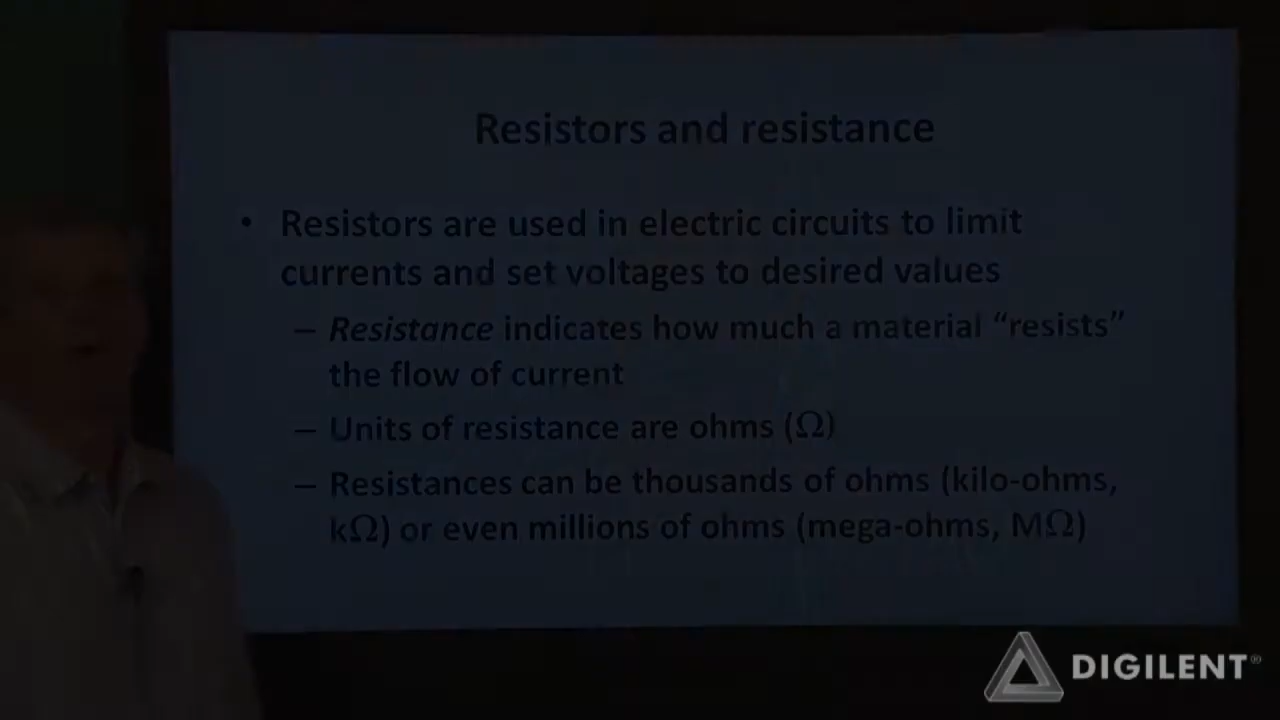 Resistors and resistance
• Resistors are used in electric circuits to limit
currents and set voltages to desired values
– Resistance indicates how much a material “resists”
the flow of current
– Units of resistance are ohms (Ω)
– Resistances can be thousands of ohms (kilo-ohms,
kΩ) or even millions of ohms (mega-ohms, MΩ)
DIGILENT®